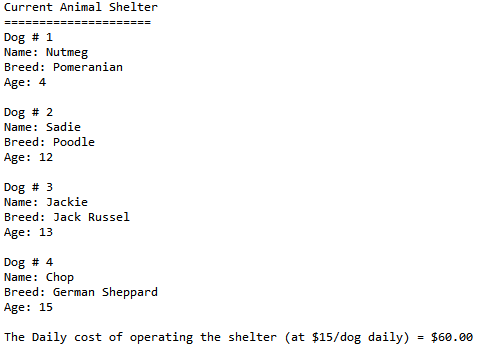 Current Animal Shelter
=====================
Dog # 1
Name: Nutmeg
Breed: Pomeranian
Age: 4

Dog # 2
Name: Sadie
Breed: Poodle
Age: 12

Dog # 3
Name: Jackie
Breed: Jack Russel
Age: 13

Dog # 4
Name: Chop
Breed: German Sheppard
Age: 15

The Daily cost of operating the shelter (at $15/dog daily) = $60.00